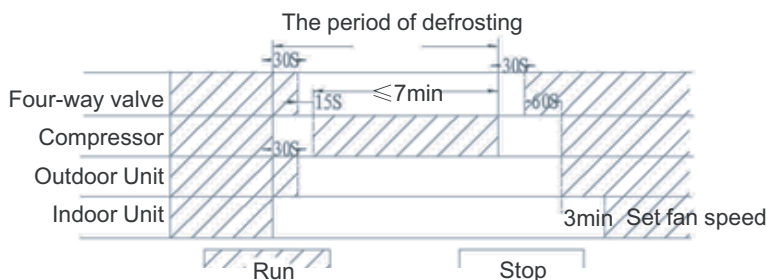 The period of defrosting
30S
30S
Four-way valve
15S
≤7min
60S
Compressor
30S
Outdoor Unit
Indoor Unit
3min Set fan speed
Run
Stop